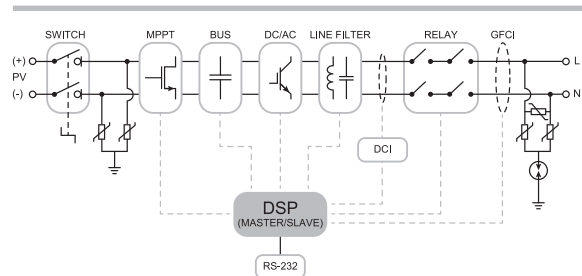 SWITCH
MPPT
BUS
DC/AC
LINE FILTER
RELAY
GFCI
(+)
PV
(-)
L
N
DCI
DSP
(MASTER/SLAVE)
RS-232